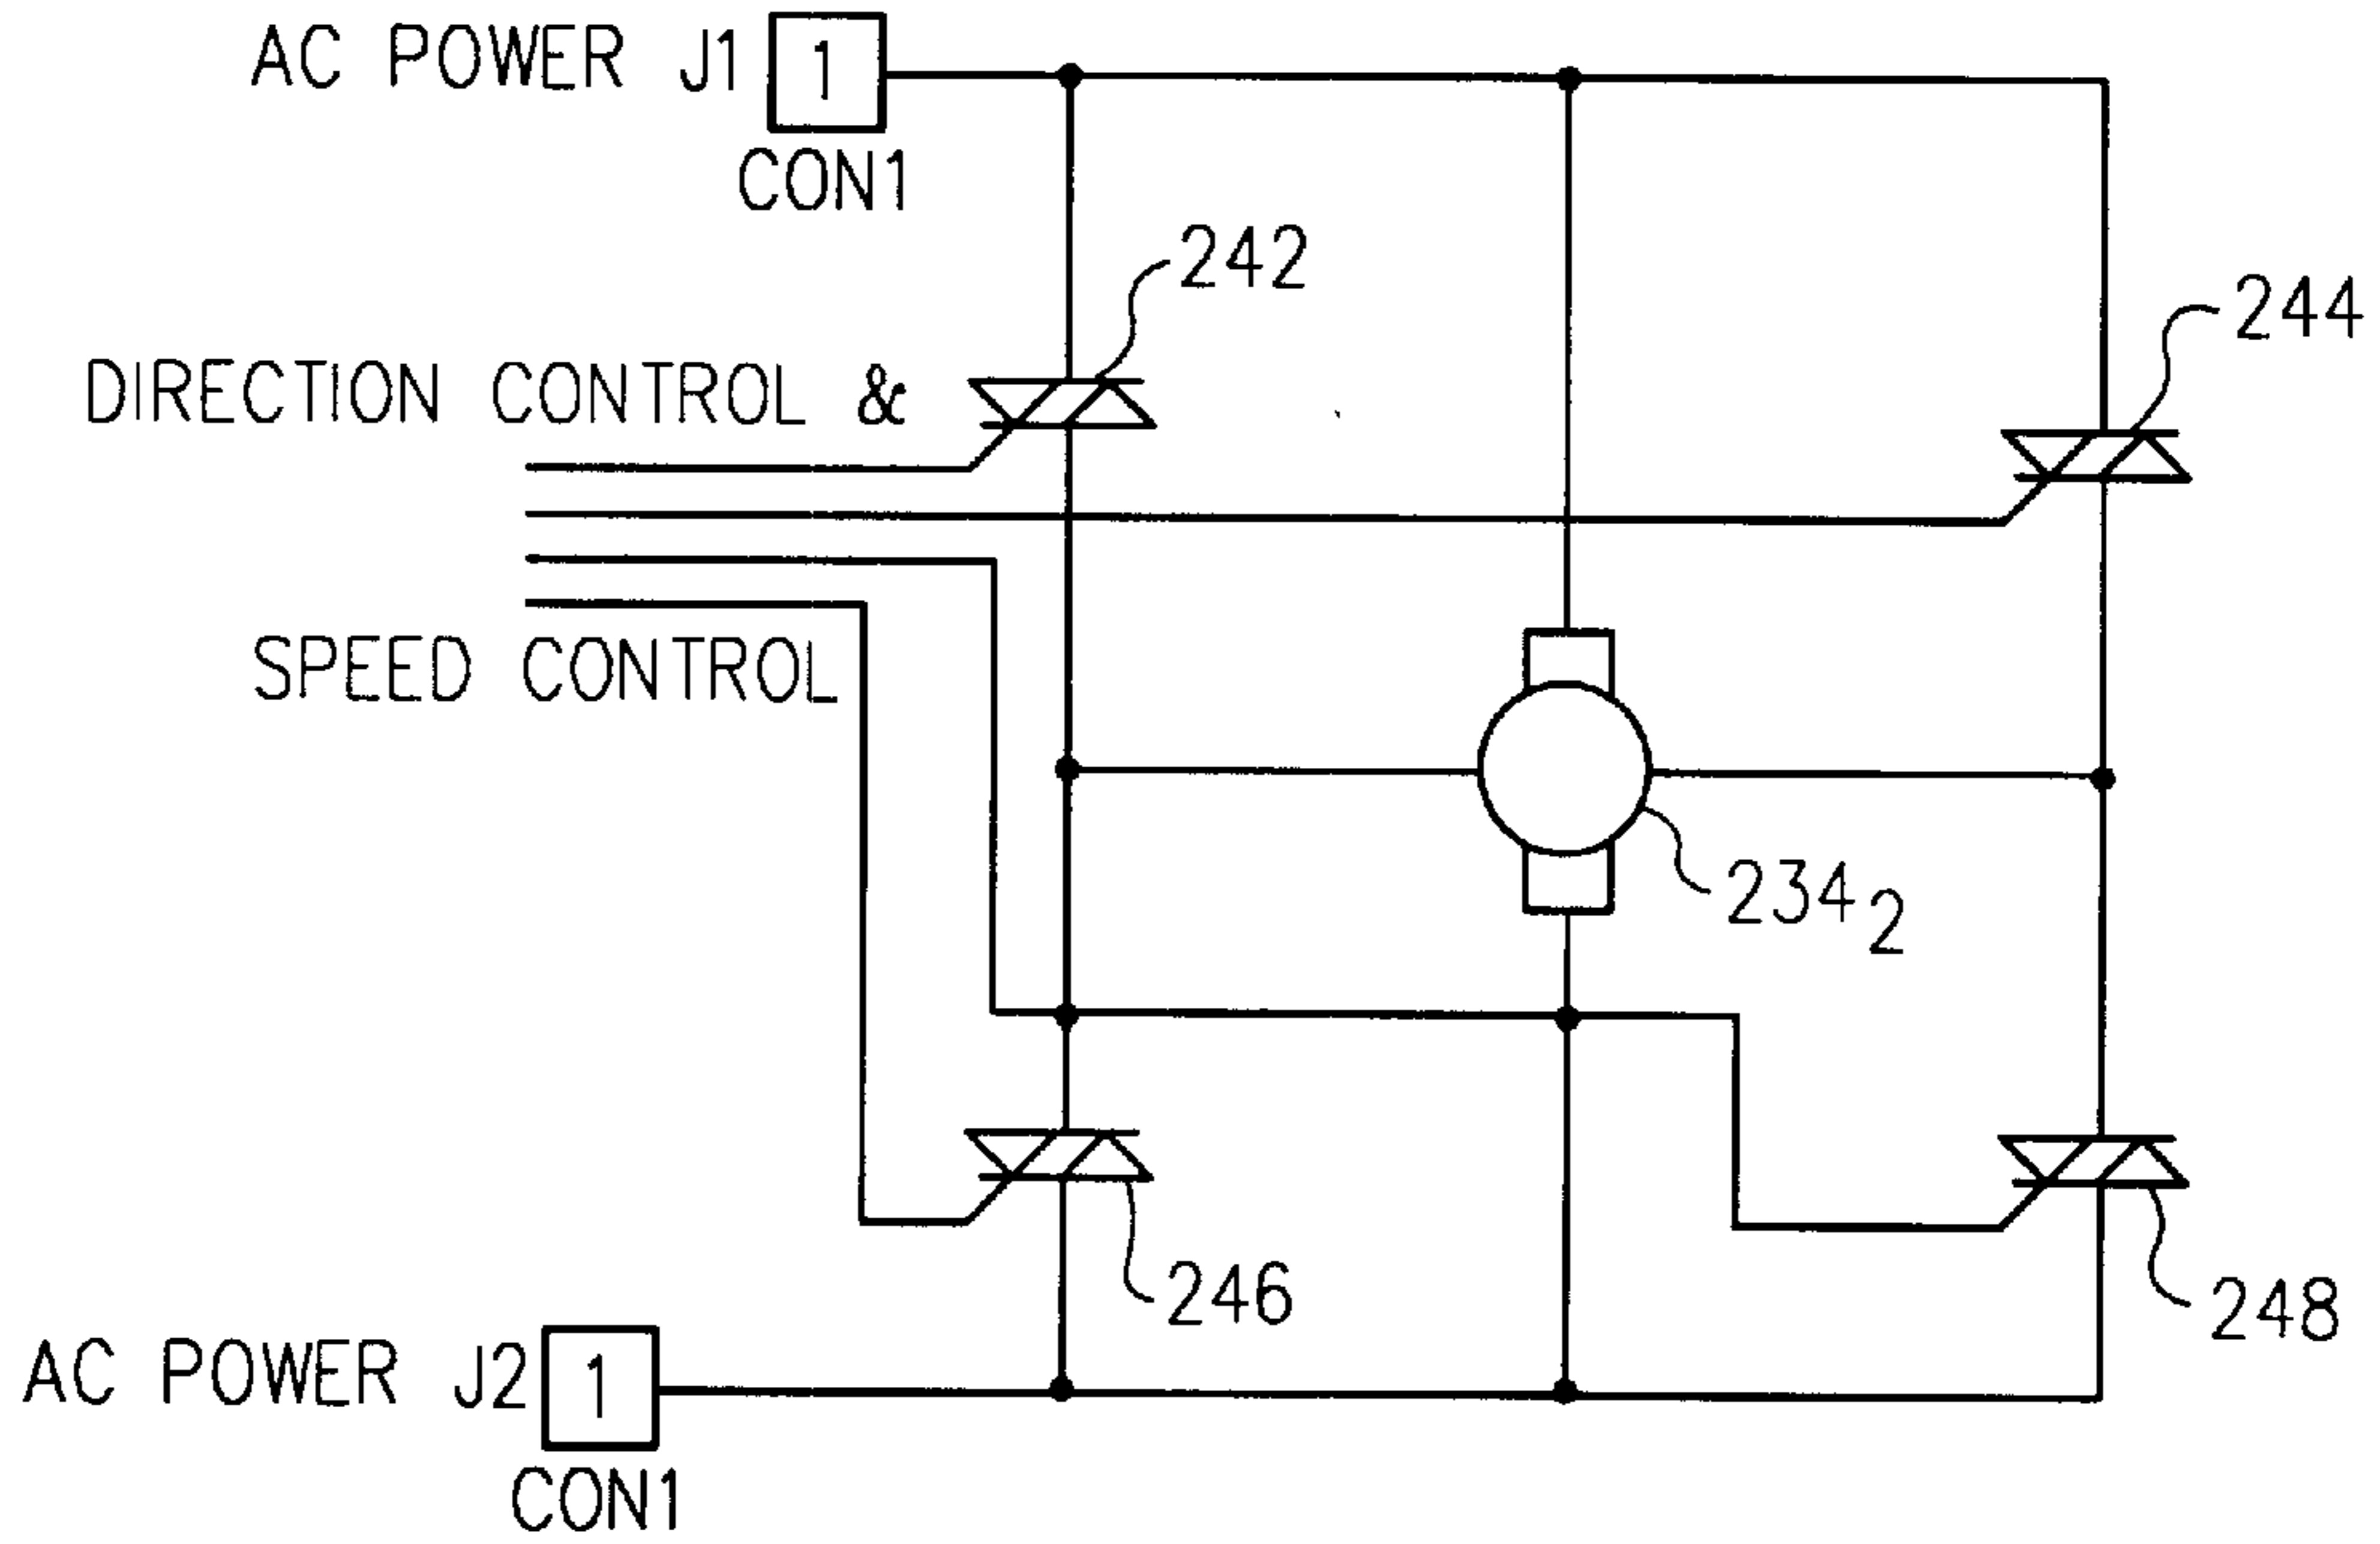 AC POWER J1 1
CON1
242
244
DIRECTION CONTROL &
SPEED CONTROL
234 2
246
248
AC POWER J2 1
CON1